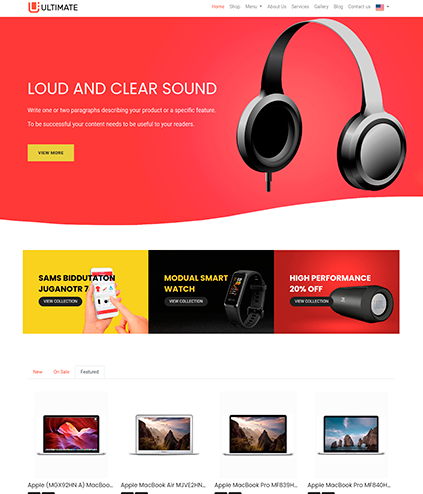 ULTIMATE
Home Shop Menu About Us Services Gallery Blog Contact us
LOUD AND CLEAR SOUND
Write one or two paragraphs describing your product or a specific feature.
To be successful your content needs to be useful to your readers.
VIEW MORE
SAMS BIDDUTATON
JUGANOTR 7
VIEW COLLECTION
MODUAL SMART
WATCH
VIEW COLLECTION
HIGH PERFORMANCE
20% OFF
VIEW COLLECTION
New On Sale Featured
Apple (MGX92HN A) MacBoo...
Apple MacBook Air MJVE2HN...
Apple MacBook Pro MF839H...
Apple MacBook Pro MF840H...